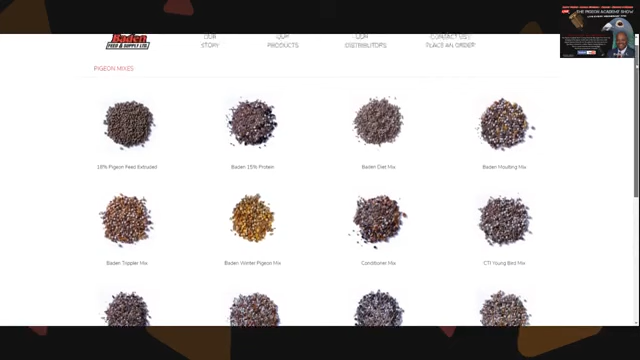 THE PIGEON ACADEMY SHOW
LIVE
Baden
FEED & SUPPLY LTD.
OUR
STORY
OUR
PRODUCTS
OUR
DISTRIBUTORS
CONTACT US /
PLACE AN ORDER
PIGEON MIXES
16% Pigeon Feed Extruded
Baden 15% Protein
Baden Diet Mix
Baden Moulting Mix
Baden Trippler Mix
Baden Winter Pigeon Mix
Conditioner Mix
CTI Young Bird Mix